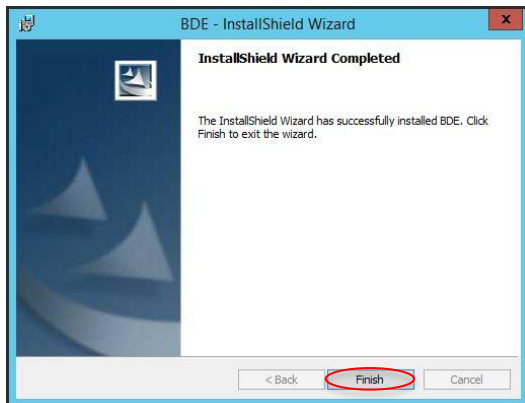 BDE - InstallShield Wizard
x
InstallShield Wizard Completed
The InstallShield Wizard has successfully installed BDE. Click
Finish to exit the wizard.
< Back
Finish
Cancel